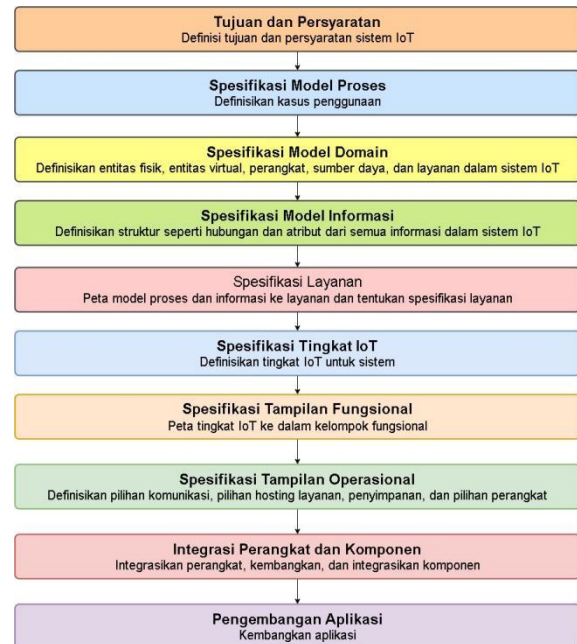 Tujuan dan Persyaratan
Definisi tujuan dan persyaratan sistem IoT
Spesifikasi Model Proses
Definisikan kasus penggunaan
Spesifikasi Model Domain
Definisikan entitas fisik, entitas virtual, perangkat, sumber daya, dan layanan dalam sistem IoT
Spesifikasi Model Informasi
Definisikan struktur seperti hubungan dan atribut dari semua informasi dalam sistem IoT
Spesifikasi Layanan
Peta model proses dan informasi ke layanan dan tentukan spesifikasi layanan
Spesifikasi Tingkat IoT
Definisikan tingkat IoT untuk sistem
Spesifikasi Tampilan Fungsional
Peta tingkat IoT ke dalam kelompok fungsional
Spesifikasi Tampilan Operasional
Definisikan pilihan komunikasi, pilihan hosting layanan, penyimpanan, dan pilihan perangkat
Integrasi Perangkat dan Komponen
Integrasikan perangkat, kembangkan, dan integrasikan komponen
Pengembangan Aplikasi
Kembangkan aplikasi